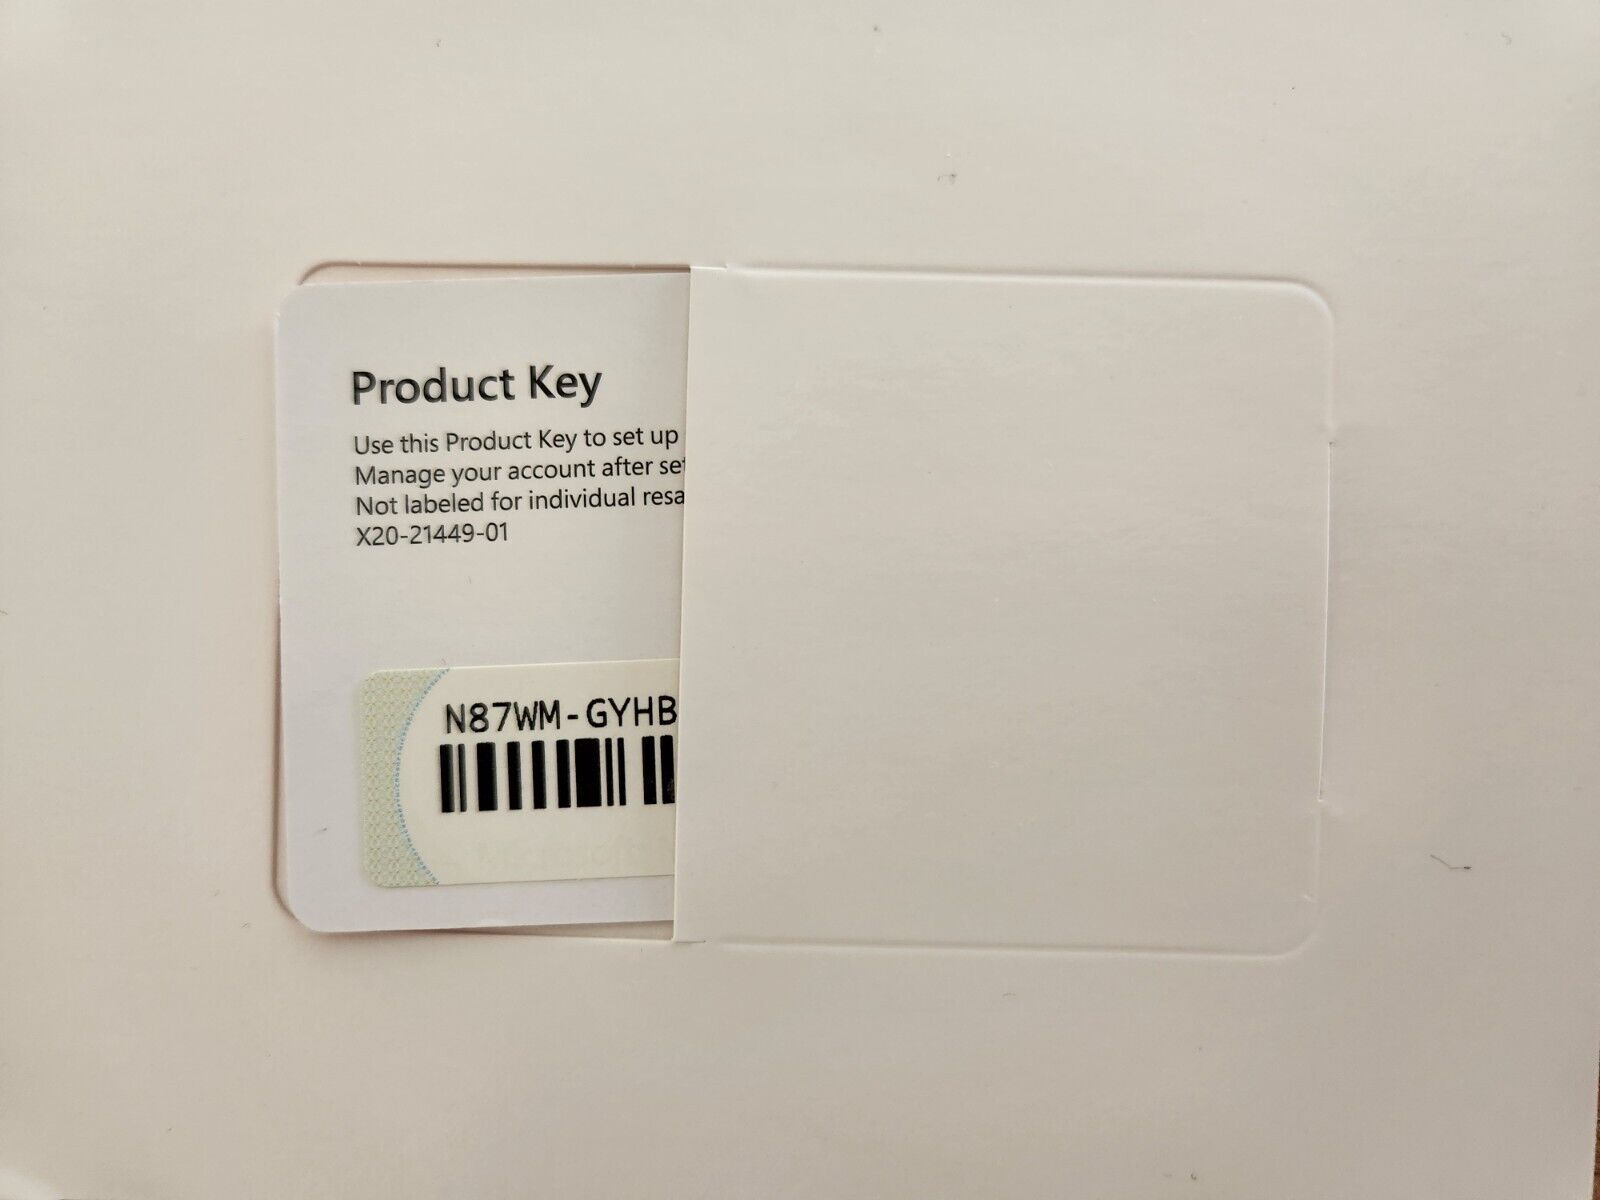 Product Key
Use this Product Key to set up
Manage your account after set
Not labeled for individual resa
X20-21449-01
N87WM-GYHB